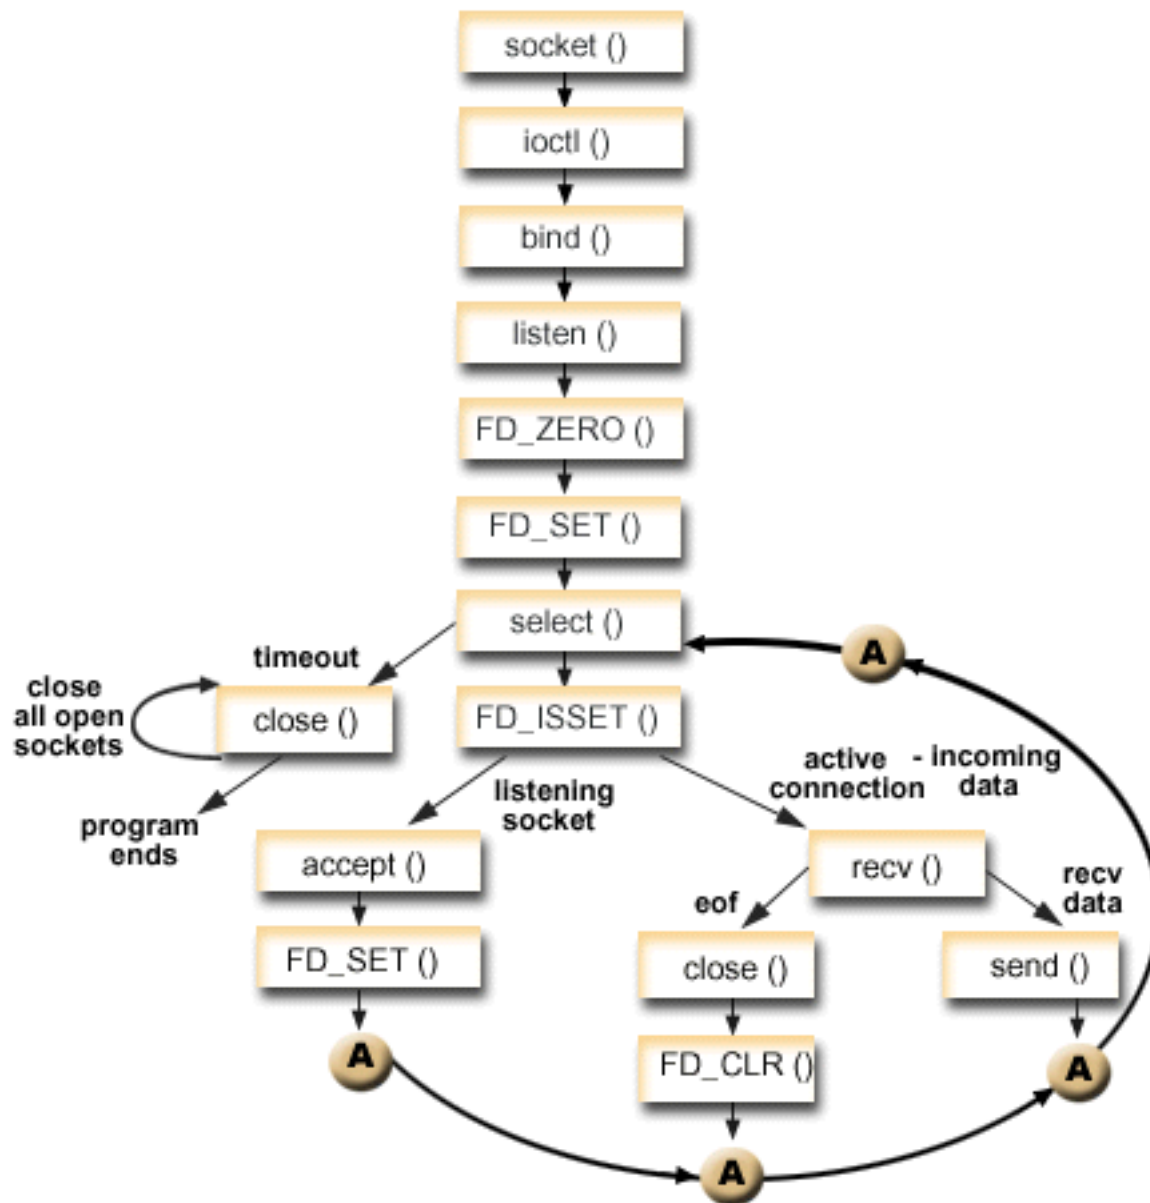 socket ()
ioctl ()
bind ()
listen ()
FD_ZERO ()
FD_SET ()
select ()
A
timeout
close
all open
sockets
close ()
FD_ISSET ()
program
ends
listening
socket
active
connection
- incoming
data
accept ()
recv ()
eof
recv
data
FD_SET ()
close ()
send ()
A
FD_CLR ()
A
A